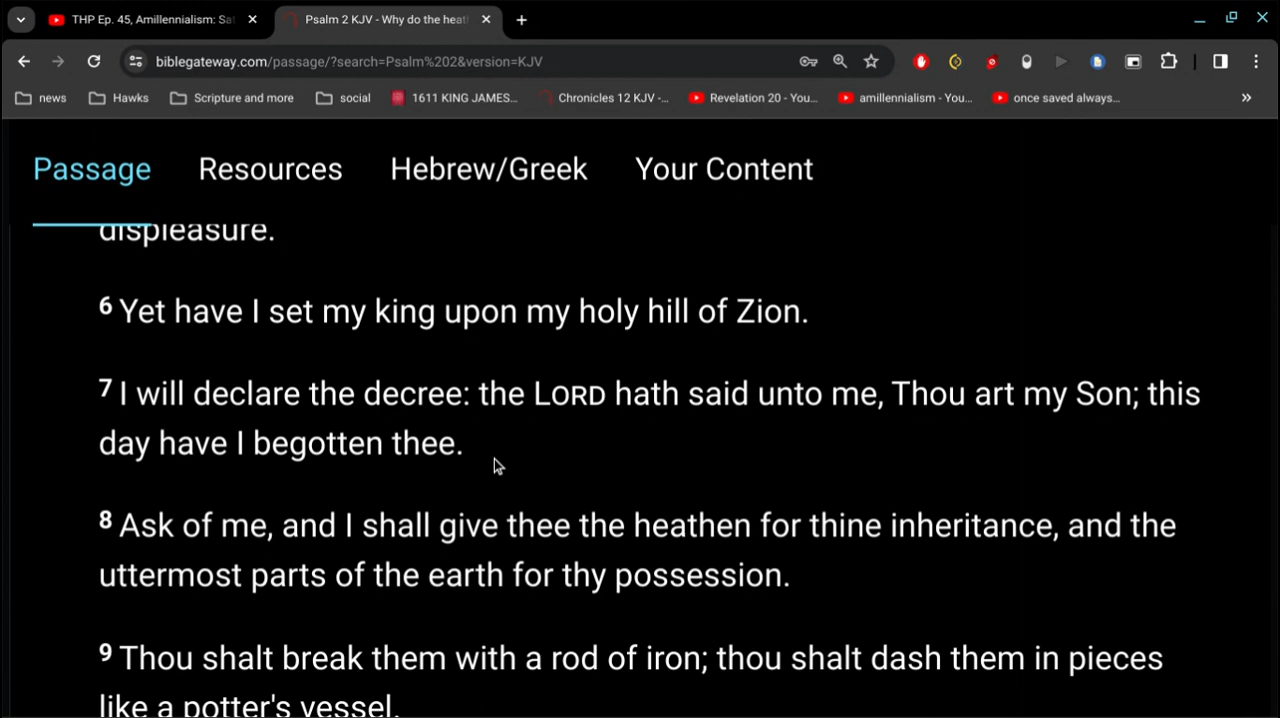 THP Ep. 45, Amillennialism: Sat
Psalm 2 KJV - Why do the heat
biblegateway.com/passage/?search=Psalm%202&version=KJV
news Hawks Scripture and more social 1611 KING JAMES... Chronicles 12 KJV -... Revelation 20 - You... amillennialism - You... once saved always...
Passage Resources Hebrew/Greek Your Content
displeasure.
6 Yet have I set my king upon my holy hill of Zion.
7 I will declare the decree: the LORD hath said unto me, Thou art my Son; this
day have I begotten thee.
8 Ask of me, and I shall give thee the heathen for thine inheritance, and the
uttermost parts of the earth for thy possession.
9 Thou shalt break them with a rod of iron; thou shalt dash them in pieces
like a potter's vessel.